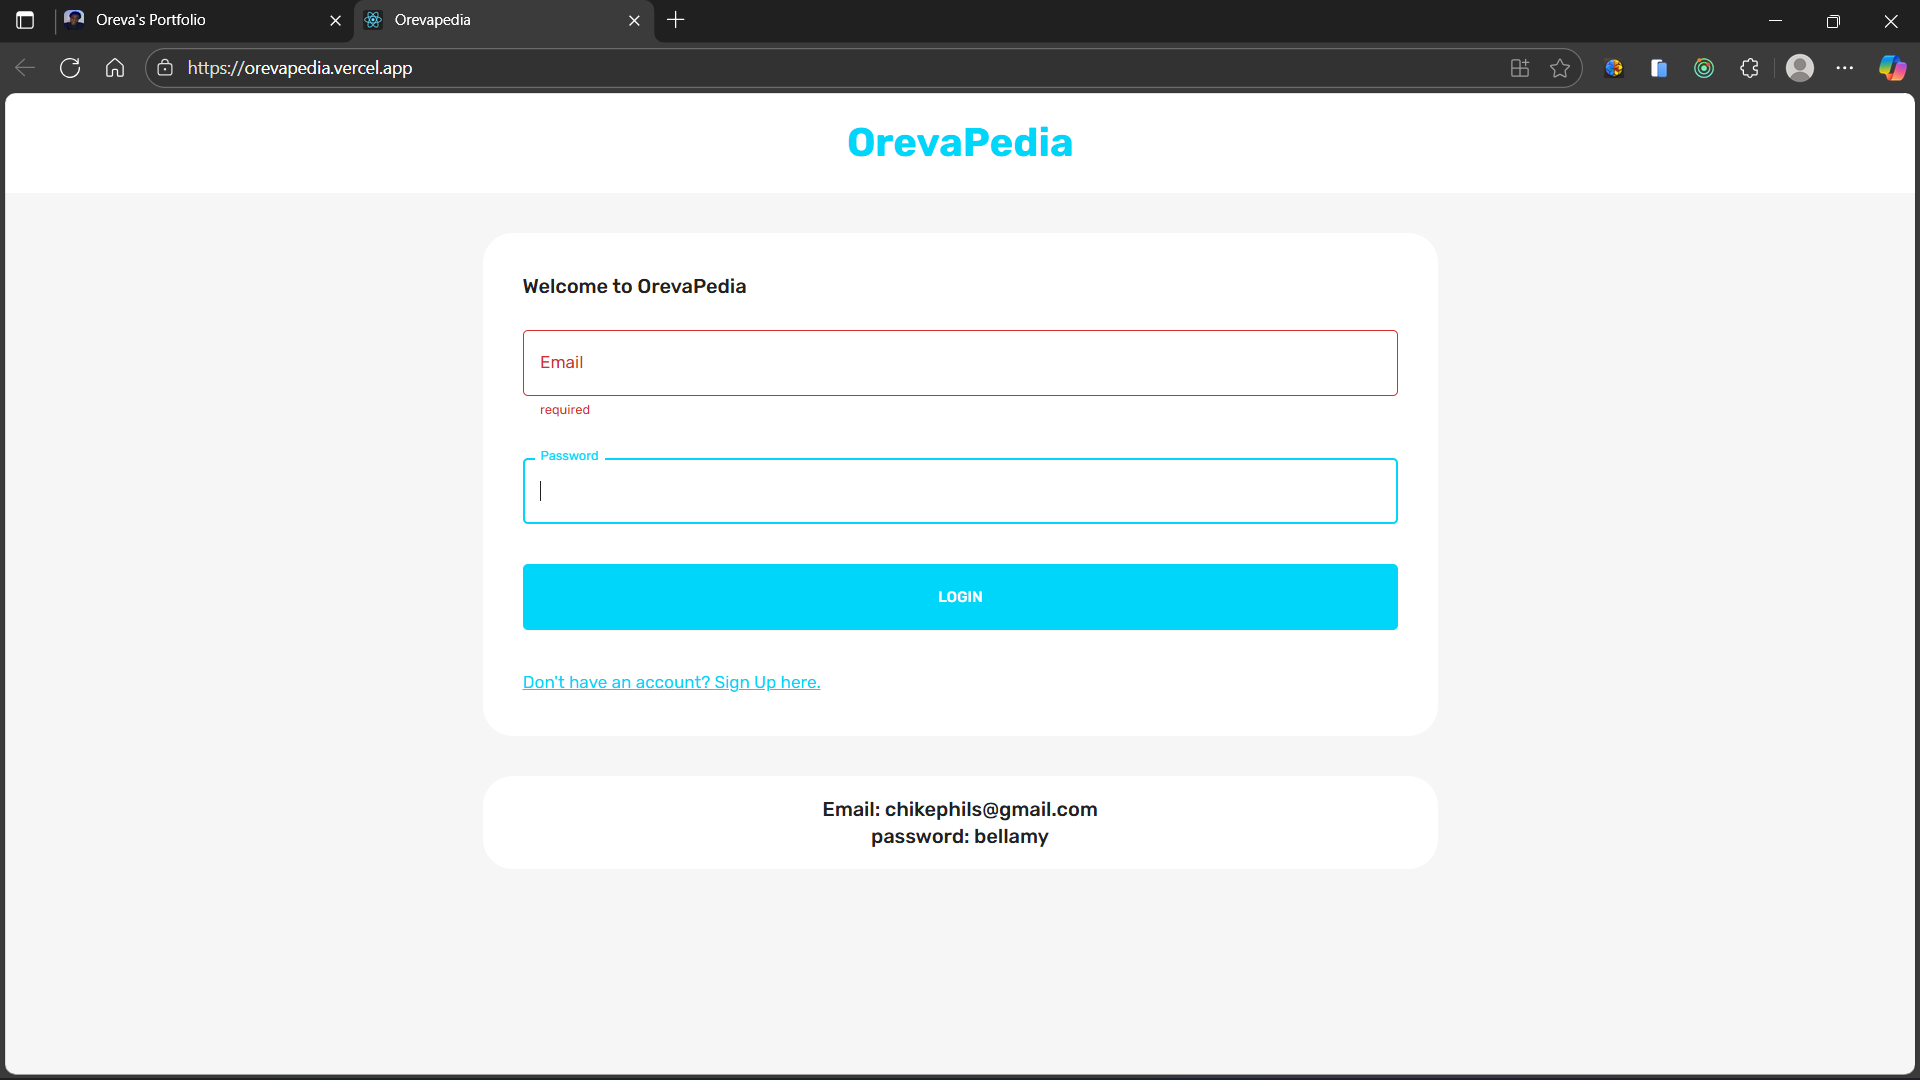 Oreva's Portfolio
Orevapedia
https://orevapedia.vercel.app
OrevaPedia
Welcome to OrevaPedia
Email
required
Password
LOGIN
Don't have an account? Sign Up here.
Email: chikephils@gmail.com
password: bellamy